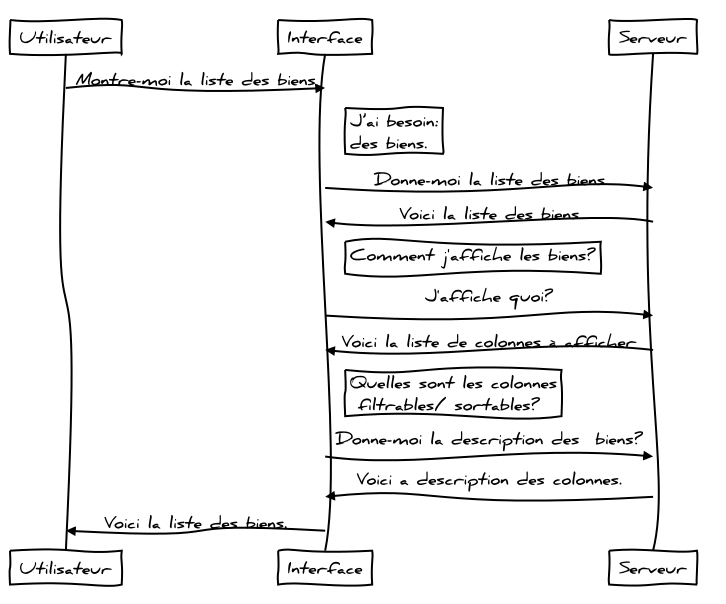 Utilisateur
Interface
Serveur
Montre-moi la liste des biens.
J'ai besoin:
des biens.
Donne-moi la liste des biens
Voici la liste des biens
Comment j'affiche les biens?
J'affiche quoi?
Voici la liste de colonnes à afficher
Quelles sont les colonnes
filtrables/ sortables?
Donne-moi la description des biens?
Voici a description des colonnes.
Voici la liste des biens.
Utilisateur
Interface
Serveur